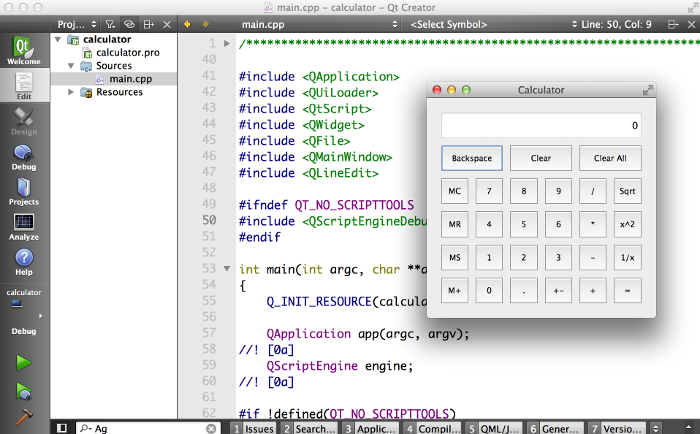 main.cpp - calculator - Qt Creator
Proj...
main.cpp
<Select Symbol>
Line: 50, Col: 9
Welcome
Edit
Design
Debug
Projects
Analyze
Help
calculator
Debug
calculator
calculator.pro
Sources
main.cpp
Resources
1 /****************************************************************
40
41 #include <QApplication>
42 #include <QUiLoader>
43 #include <QtScript>
44 #include <QWidget>
45 #include <QFile>
46 #include <QMainWindow>
47 #include <QLineEdit>
48
49 #ifndef QT_NO_SCRIPTTOOLS
50 #include <QScriptEngineDebu
51 #endif
52
53 int main(int argc, char **a
54 {
55 Q_INIT_RESOURCE(calcula
56
57 QApplication app(argc, argv);
58 //! [0a]
59 QScriptEngine engine;
60 //! [0a]
61
62 #if !defined(QT_NO_SCRIPTTOOLS)
Calculator
0
Backspace Clear Clear All
MC 7 8 9 / Sqrt
MR 4 5 6 * x^2
MS 1 2 3 - 1/x
M+ 0 . +- + =
Ag
1 Issues 2 Search... 3 Applic... 4 Compil... 5 QML/J... 6 Gener... 7 Versio...